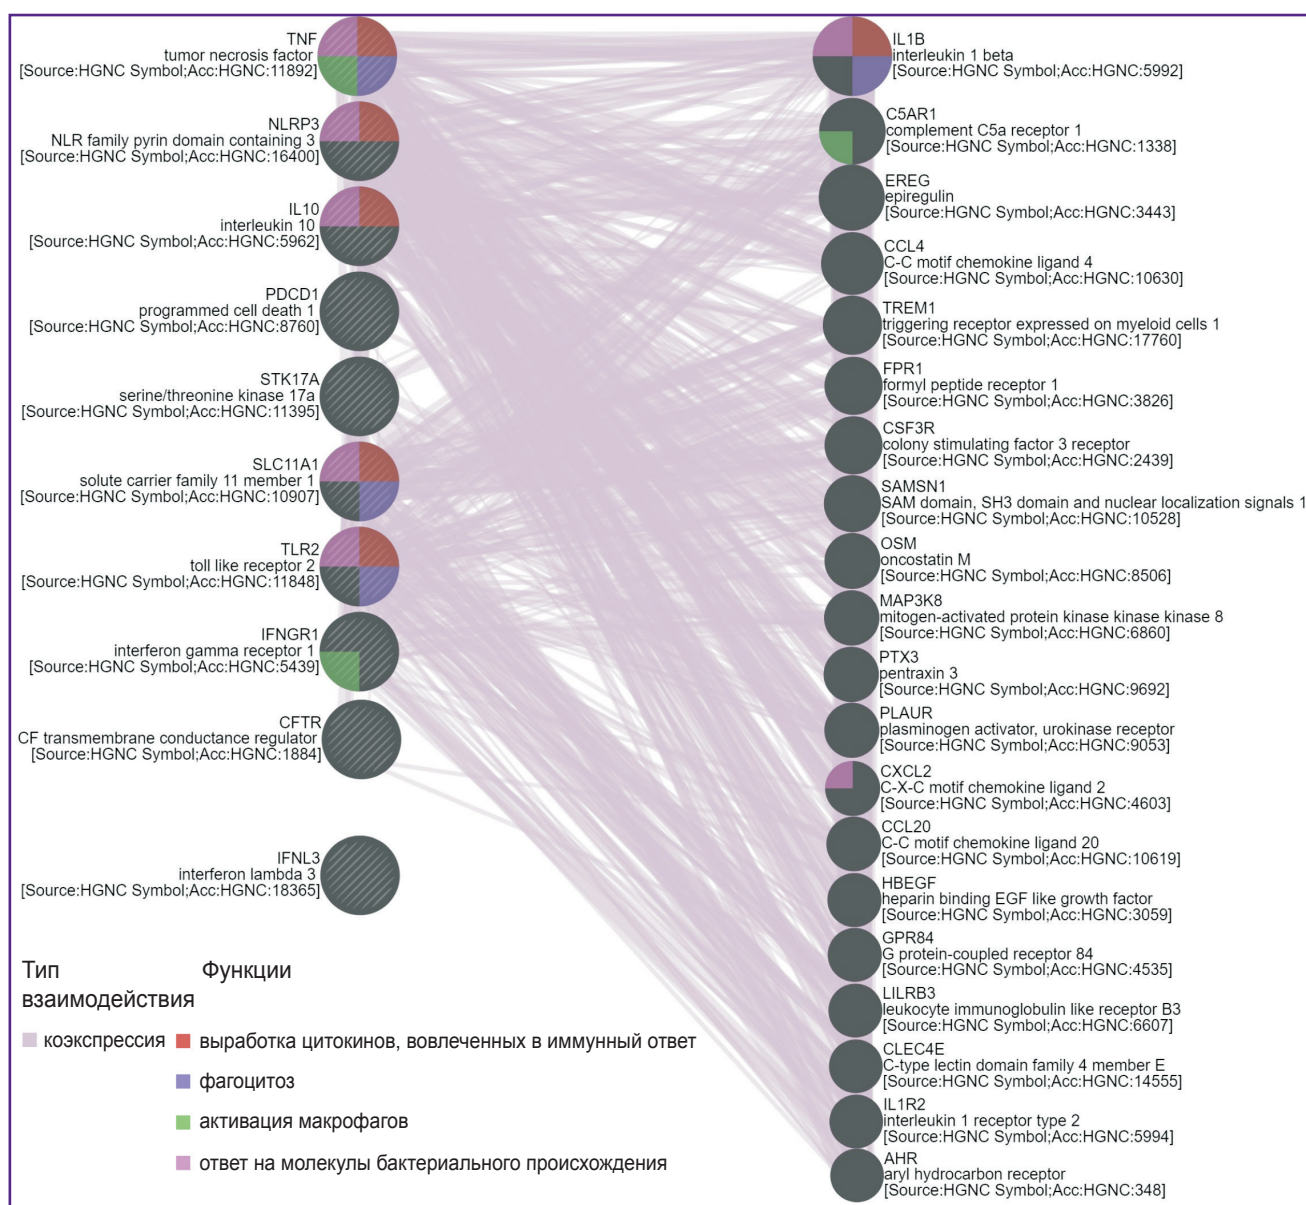 TNF
tumor necrosis factor
[Source:HGNC Symbol;Acc:HGNC:11892]
NLRP3
NLR family pyrin domain containing 3
[Source:HGNC Symbol;Acc:HGNC:16400]
IL10
interleukin 10
[Source:HGNC Symbol;Acc:HGNC:5962]
PDCD1
programmed cell death 1
[Source:HGNC Symbol;Acc:HGNC:8760]
STK17A
serine/threonine kinase 17a
[Source:HGNC Symbol;Acc:HGNC:11395]
SLC11A1
solute carrier family 11 member 1
[Source:HGNC Symbol;Acc:HGNC:10907]
TLR2
toll like receptor 2
[Source:HGNC Symbol;Acc:HGNC:11848]
IFNGR1
interferon gamma receptor 1
[Source:HGNC Symbol;Acc:HGNC:5439]
CFTR
CF transmembrane conductance regulator
[Source:HGNC Symbol;Acc:HGNC:1884]
IFNL3
interferon lambda 3
[Source:HGNC Symbol;Acc:HGNC:18365]
IL1B
interleukin 1 beta
[Source:HGNC Symbol;Acc:HGNC:5992]
C5AR1
complement C5a receptor 1
[Source:HGNC Symbol;Acc:HGNC:1338]
EREG
epiregulin
[Source:HGNC Symbol;Acc:HGNC:3443]
CCL4
C-C motif chemokine ligand 4
[Source:HGNC Symbol;Acc:HGNC:10630]
TREM1
triggering receptor expressed on myeloid cells 1
[Source:HGNC Symbol;Acc:HGNC:17760]
FPR1
formyl peptide receptor 1
[Source:HGNC Symbol;Acc:HGNC:3826]
CSF3R
colony stimulating factor 3 receptor
[Source:HGNC Symbol;Acc:HGNC:2439]
SAMSN1
SAM domain, SH3 domain and nuclear localization signals 1
[Source:HGNC Symbol;Acc:HGNC:10528]
OSM
oncostatin M
[Source:HGNC Symbol;Acc:HGNC:8506]
MAP3K8
mitogen-activated protein kinase kinase kinase 8
[Source:HGNC Symbol;Acc:HGNC:6860]
PTX3
pentraxin 3
[Source:HGNC Symbol;Acc:HGNC:9692]
PLAUR
plasminogen activator, urokinase receptor
[Source:HGNC Symbol;Acc:HGNC:9053]
CXCL2
C-X-C motif chemokine ligand 2
[Source:HGNC Symbol;Acc:HGNC:4603]
CCL20
C-C motif chemokine ligand 20
[Source:HGNC Symbol;Acc:HGNC:10619]
HBEGF
heparin binding EGF like growth factor
[Source:HGNC Symbol;Acc:HGNC:3059]
GPR84
G protein-coupled receptor 84
[Source:HGNC Symbol;Acc:HGNC:4535]
LILRB3
leukocyte immunoglobulin like receptor B3
[Source:HGNC Symbol;Acc:HGNC:6607]
CLEC4E
C-type lectin domain family 4 member E
[Source:HGNC Symbol;Acc:HGNC:14555]
IL1R2
interleukin 1 receptor type 2
[Source:HGNC Symbol;Acc:HGNC:5994]
AHR
aryl hydrocarbon receptor
[Source:HGNC Symbol;Acc:HGNC:348]
Тип
взаимодействия
коэкспрессия
Функции
выработка цитокинов, вовлеченных в иммунный ответ
фагоцитоз
активация макрофагов
ответ на молекулы бактериального происхождения